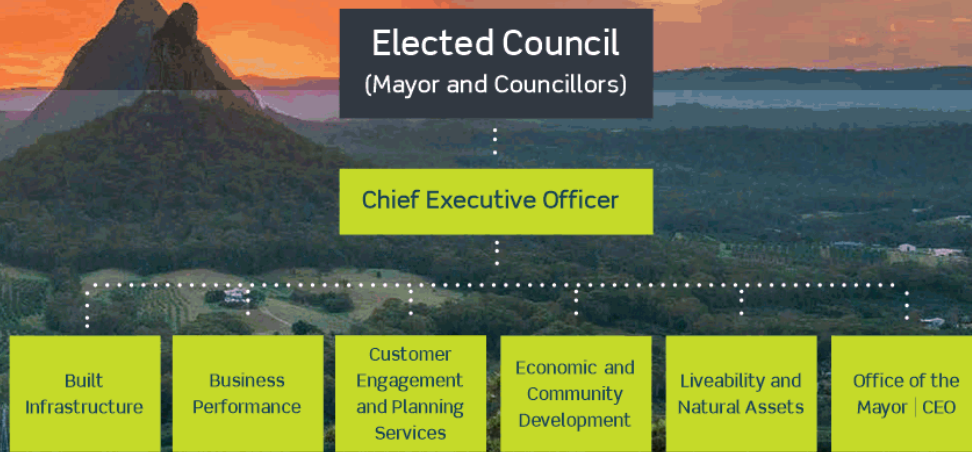 Elected Council
(Mayor and Councillors)
Chief Executive Officer
Built
Infrastructure
Business
Performance
Customer
Engagement
and Planning
Services
Economic and
Community
Development
Liveability and
Natural Assets
Office of the
Mayor | CEO